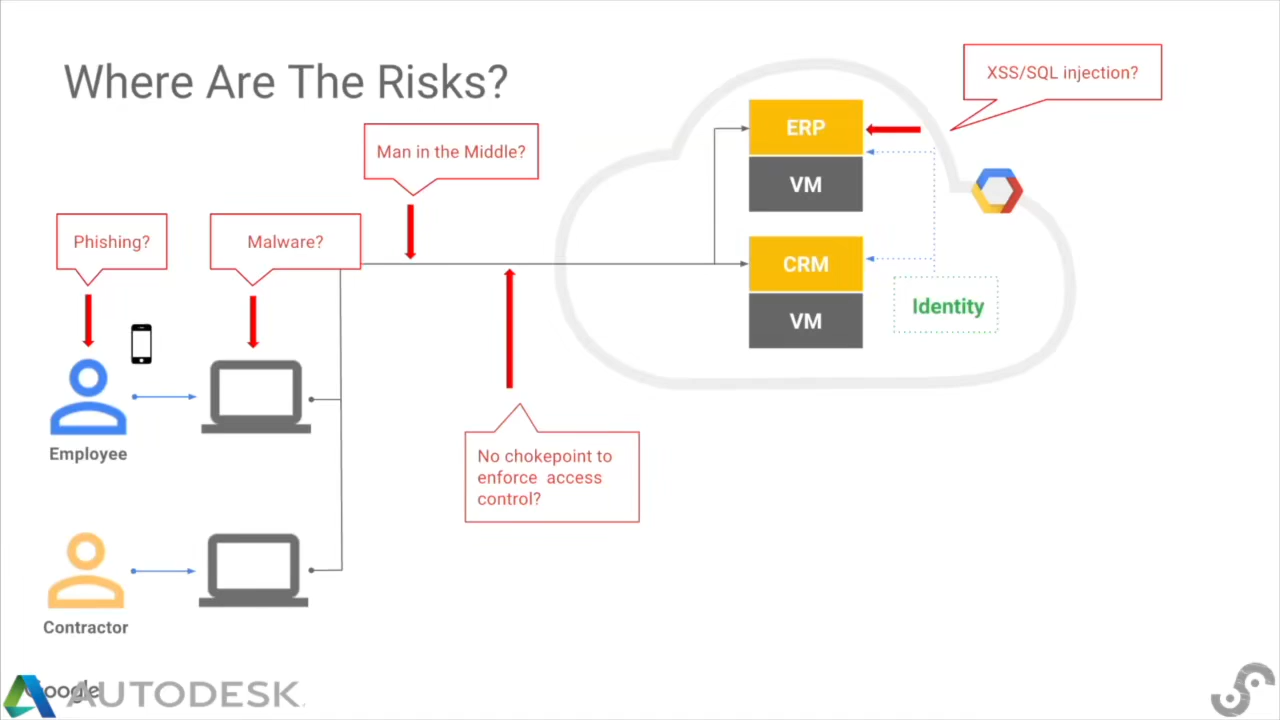 Where Are The Risks?
XSS/SQL injection?
ERP
VM
Man in the Middle?
Phishing?
Malware?
CRM
VM
Identity
Employee
No chokepoint to
enforce  access
control?
Contractor
Google
AUTODESK.